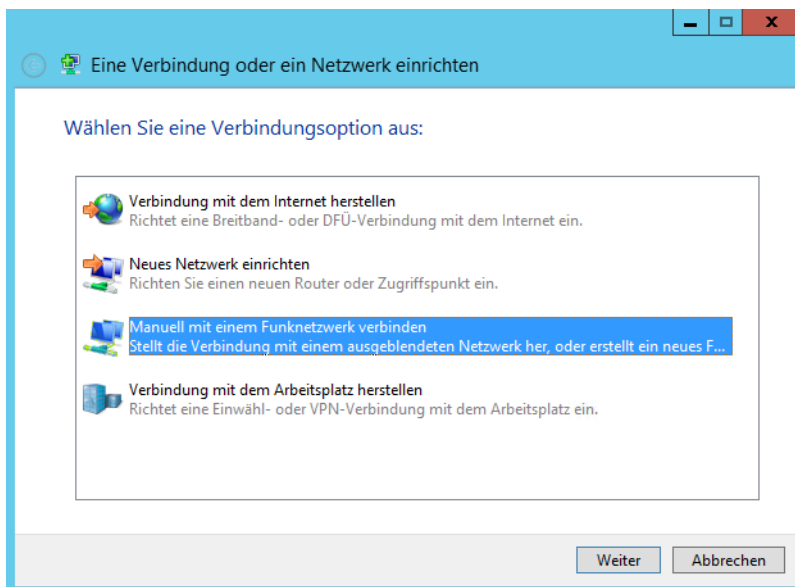 Eine Verbindung oder ein Netzwerk einrichten
Wählen Sie eine Verbindungsoption aus:
Verbindung mit dem Internet herstellen
Richtet eine Breitband- oder DFÜ-Verbindung mit dem Internet ein.
Neues Netzwerk einrichten
Richten Sie einen neuen Router oder Zugriffspunkt ein.
Manuell mit einem Funknetzwerk verbinden
Stellt die Verbindung mit einem ausgeblendeten Netzwerk her, oder erstellt ein neues F...
Verbindung mit dem Arbeitsplatz herstellen
Richtet eine Einwähl- oder VPN-Verbindung mit dem Arbeitsplatz ein.
Weiter
Abbrechen